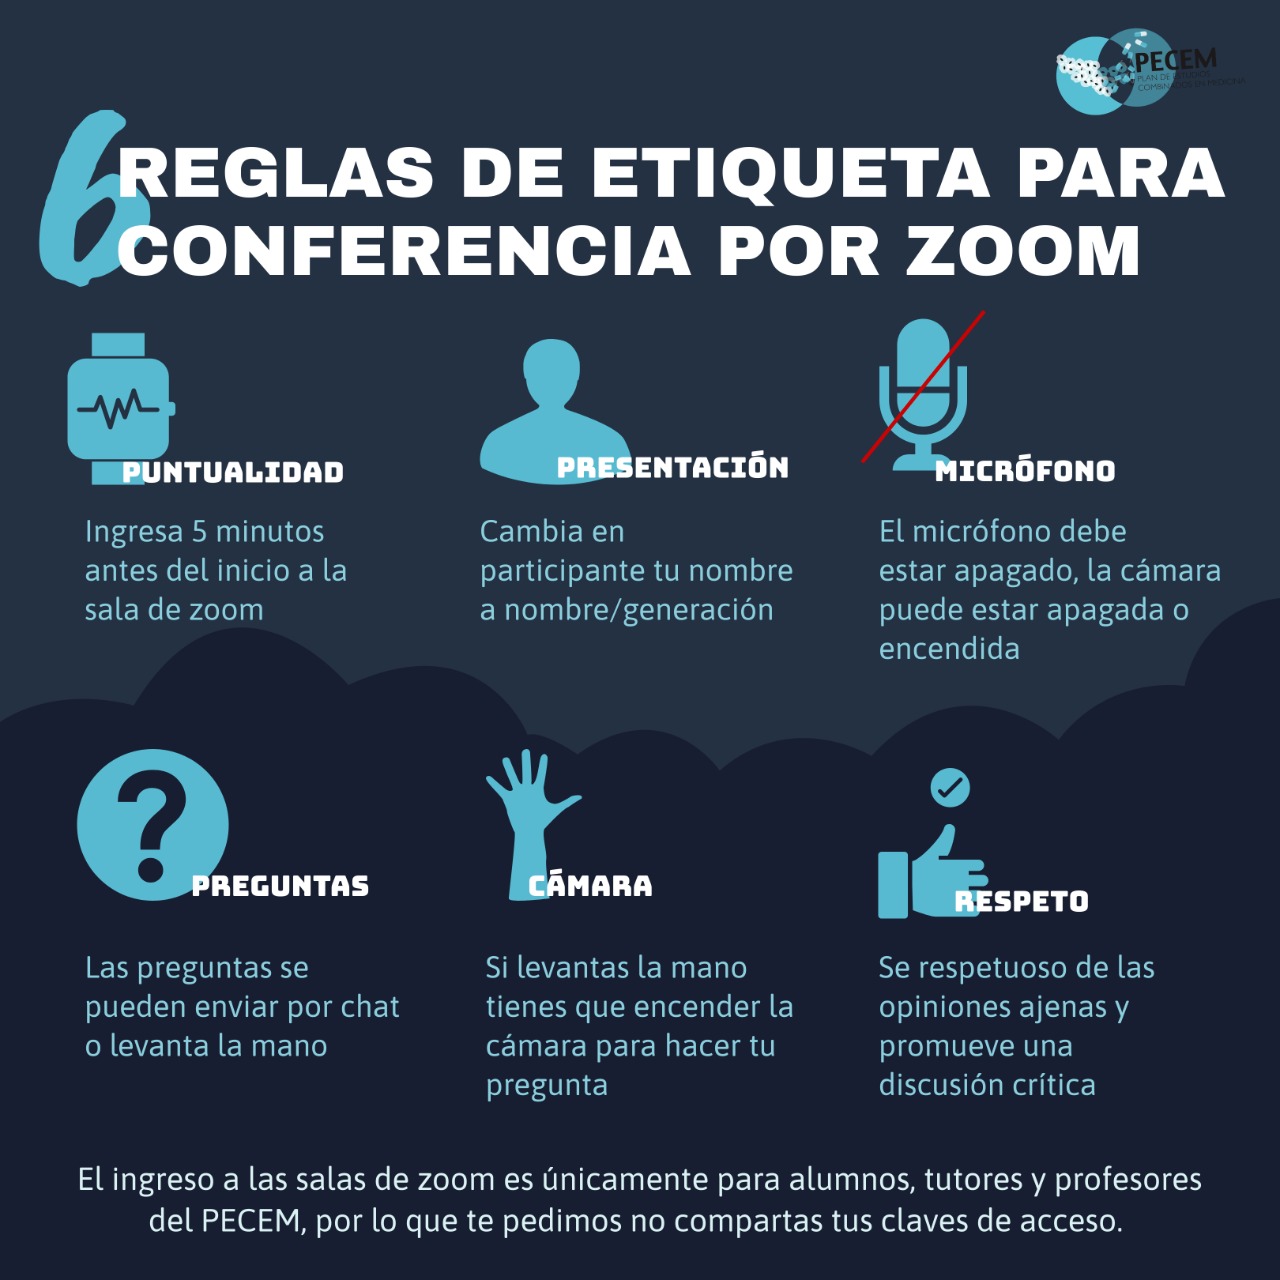 PECEM
PLAN DE ESTUDIOS
COMBINADOS EN MEDICINA
6 REGLAS DE ETIQUETA PARA
CONFERENCIA POR ZOOM
PUNTUALIDAD
Ingresa 5 minutos
antes del inicio a la
sala de zoom
PRESENTACIÓN
Cambia en
participante tu nombre
a nombre/generación
MICRÓFONO
El micrófono debe
estar apagado, la cámara
puede estar apagada o
encendida
PREGUNTAS
Las preguntas se
pueden enviar por chat
o levanta la mano
CÁMARA
Si levantas la mano
tienes que encender la
cámara para hacer tu
pregunta
RESPETO
Se respetuoso de las
opiniones ajenas y
promueve una
discusión crítica
El ingreso a las salas de zoom es únicamente para alumnos, tutores y profesores
del PECEM, por lo que te pedimos no compartas tus claves de acceso.